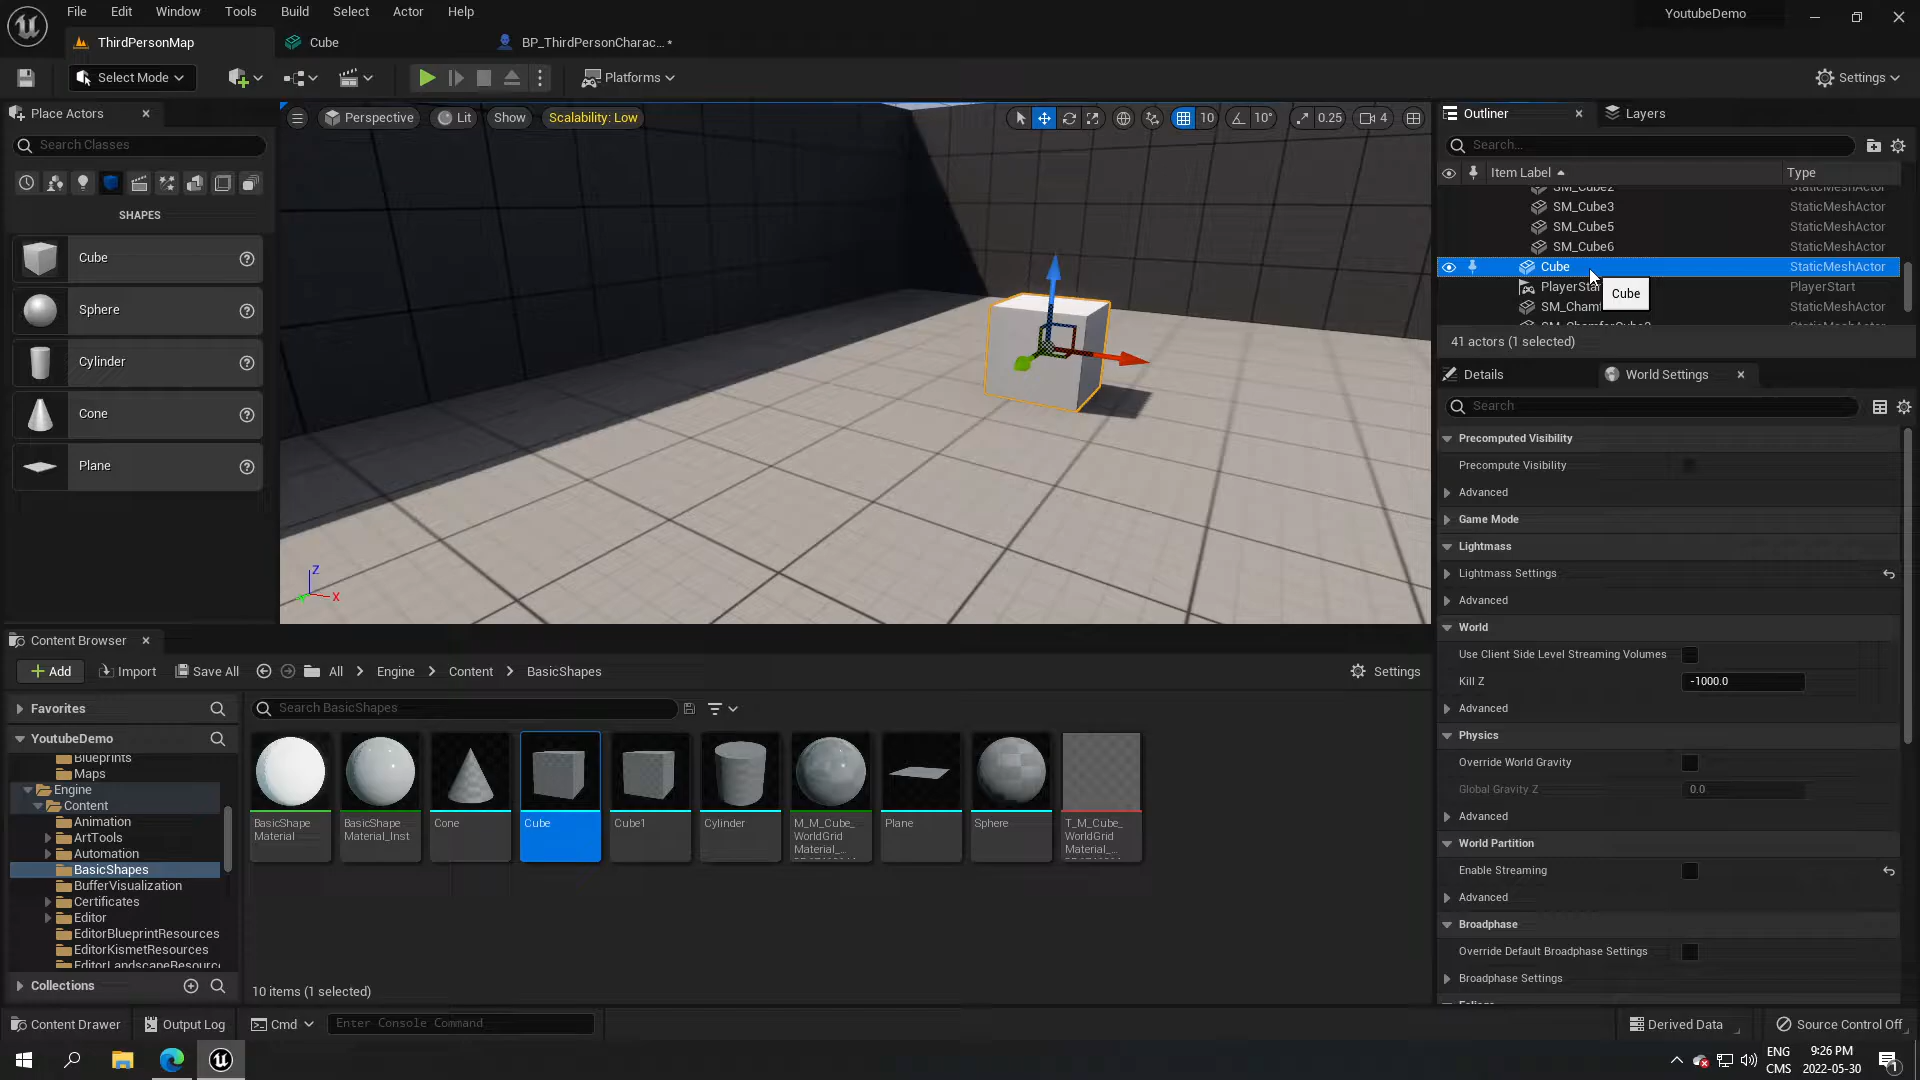 File Edit Window Tools Build Select Actor Help
YoutubeDemo
ThirdPersonMap
Cube
BP_ThirdPersonCharac... •
Select Mode
Platforms
Settings
Place Actors
Search Classes
SHAPES
Cube
Sphere
Cylinder
Cone
Plane
Perspective
Lit
Show
Scalability: Low
10
10°
0.25
4
Z
X
Outliner
Layers
Search...
Item Label
Type
SM_Cube2 StaticMeshActor
SM_Cube3 StaticMeshActor
SM_Cube5 StaticMeshActor
SM_Cube6 StaticMeshActor
Cube StaticMeshActor
PlayerStar PlayerStart
SM_Cham StaticMeshActor
Cube
41 actors (1 selected)
Details
World Settings
Search
Precomputed Visibility
Precompute Visibility
Advanced
Game Mode
Lightmass
Lightmass Settings
Advanced
World
Use Client Side Level Streaming Volumes
Kill Z -1000.0
Advanced
Physics
Override World Gravity
Global Gravity Z 0.0
Advanced
World Partition
Enable Streaming
Advanced
Broadphase
Override Default Broadphase Settings
Broadphase Settings
Content Browser
Add
Import
Save All
All > Engine > Content > BasicShapes
Settings
Favorites
YoutubeDemo
Blueprints
Maps
Engine
Content
Animation
ArtTools
Automation
BasicShapes
BufferVisualization
Certificates
Editor
EditorBlueprintResources
EditorKismetResources
EditorLandscapeResourc
Collections
Search BasicShapes
BasicShape
Material
BasicShape
Material_Inst
Cone
Cube
Cube1
Cylinder
M_M_Cube_
WorldGrid
Material_...
Plane
Sphere
T_M_Cube_
WorldGrid
Material_...
10 items (1 selected)
Content Drawer
Output Log
Cmd
Enter Console Command
Derived Data
Source Control Off
ENG
CMS
9:26 PM
2022-05-30
1